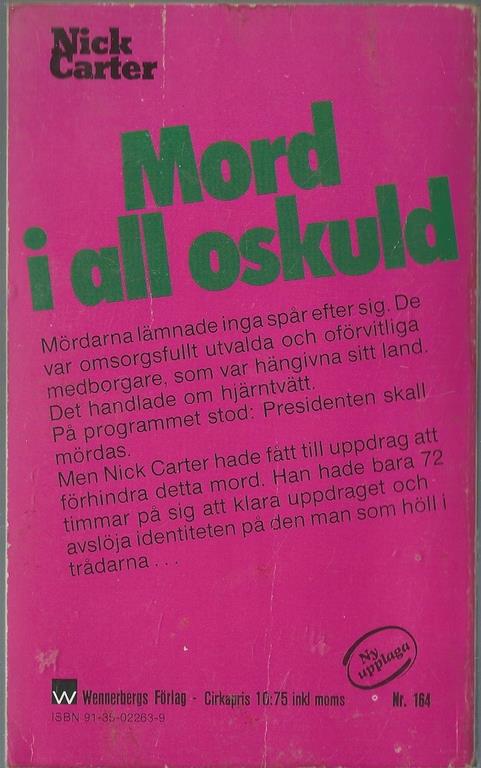 Nick
Carter
Mord
i all oskuld
Mördarna lämnade inga spår efter sig. De
var omsorgsfullt utvalda och oförvitliga
medborgare, som var hängivna sitt land.
Det handlade om hjärntvätt.
På programmet stod: Presidenten skall
mördas.
Men Nick Carter hade fått till uppdrag att
förhindra detta mord. Han hade bara 72
timmar på sig att klara uppdraget och
avslöja identiteten på den man som höll i
trådarna . . .
Ny
upplaga
W Wennerbergs Förlag - Cirkapris 10:75 inkl moms Nr. 164
ISBN 91-35-02263-9